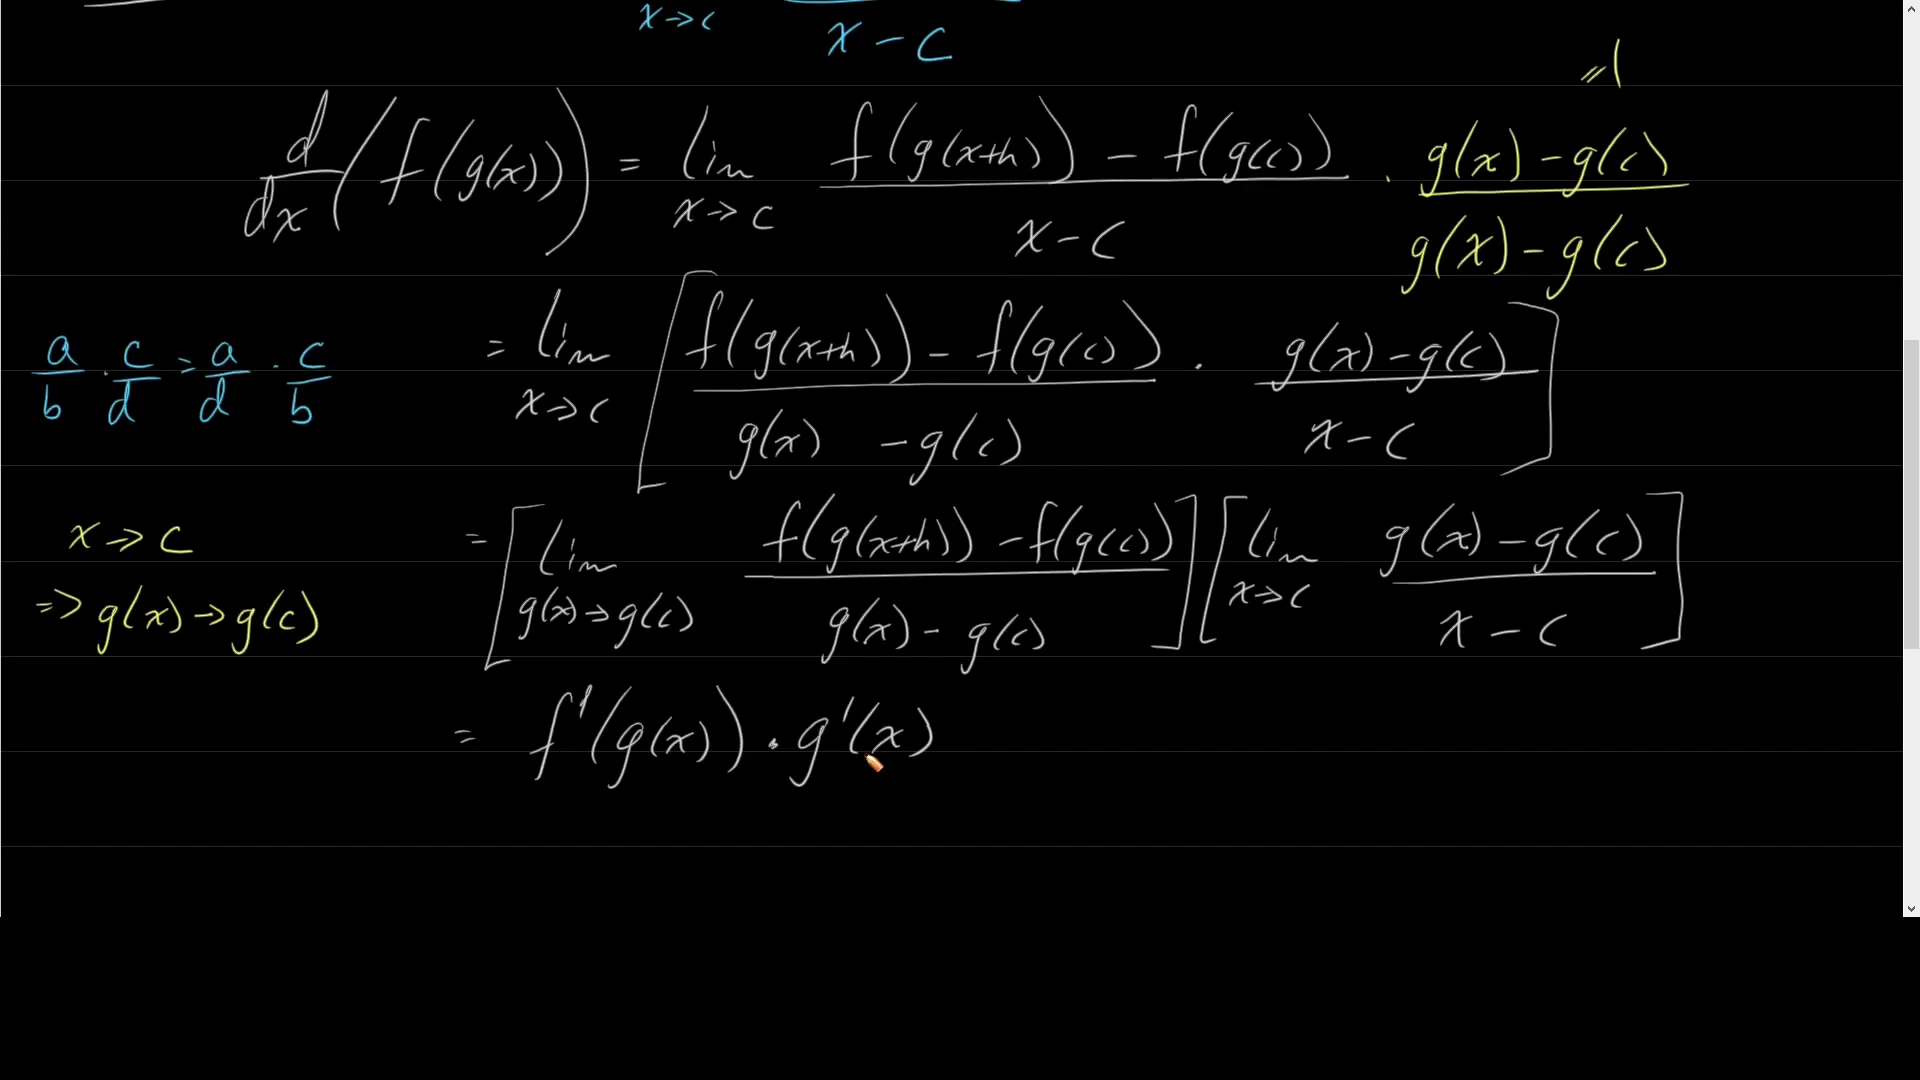 x→c
x-c
=1
d/dx (f(g(x))) = lim x→c (f(g(x+h)) - f(g(c)))/(x-c) · (g(x)-g(c))/(g(x)-g(c))
a/b · c/d = a/d · c/b
= lim x→c [(f(g(x+h)) - f(g(c)))/(g(x) -g(c)) · (g(x)-g(c))/(x-c)]
x→c
=> g(x)→g(c)
= [lim g(x)→g(c) (f(g(x+h)) - f(g(c)))/(g(x)-g(c))] [lim x→c (g(x)-g(c))/(x-c)]
= f'(g(x)) · g'(x)